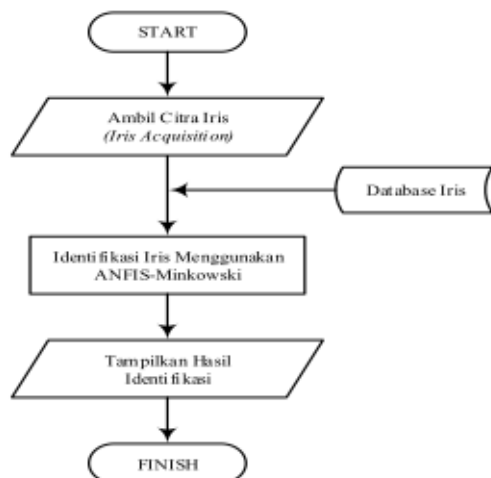 START
Ambil Citra Iris
(Iris Acquisition)
Database Iris
Identifikasi Iris Menggunakan
ANFIS-Minkowski
Tampilkan Hasil
Identifikasi
FINISH